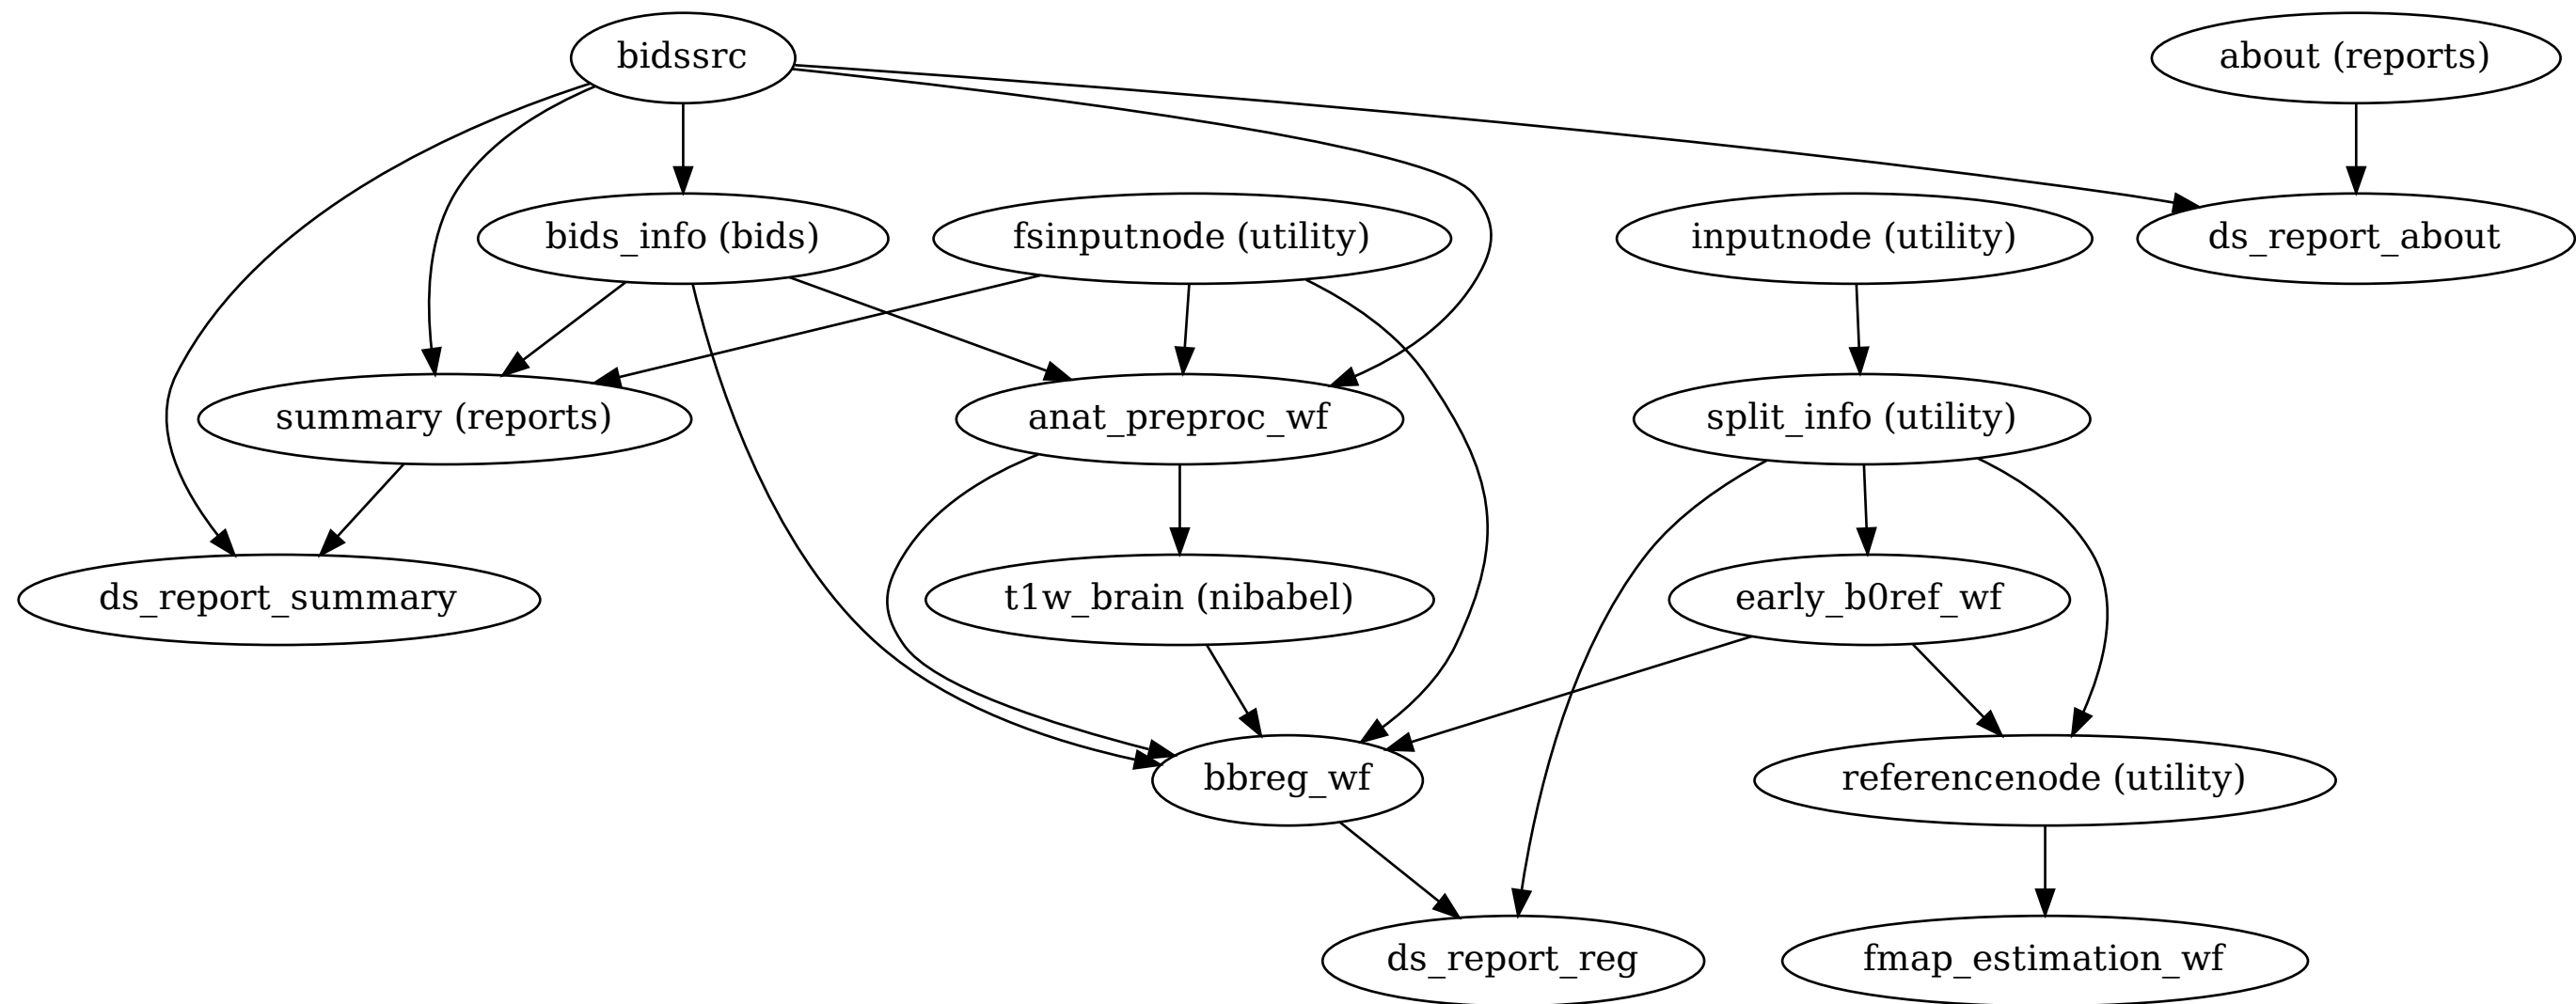 bidssrc
about (reports)
bids_info (bids)
fsinputnode (utility)
inputnode (utility)
ds_report_about
summary (reports)
anat_preproc_wf
split_info (utility)
ds_report_summary
t1w_brain (nibabel)
early_b0ref_wf
bbreg_wf
referencenode (utility)
ds_report_reg
fmap_estimation_wf